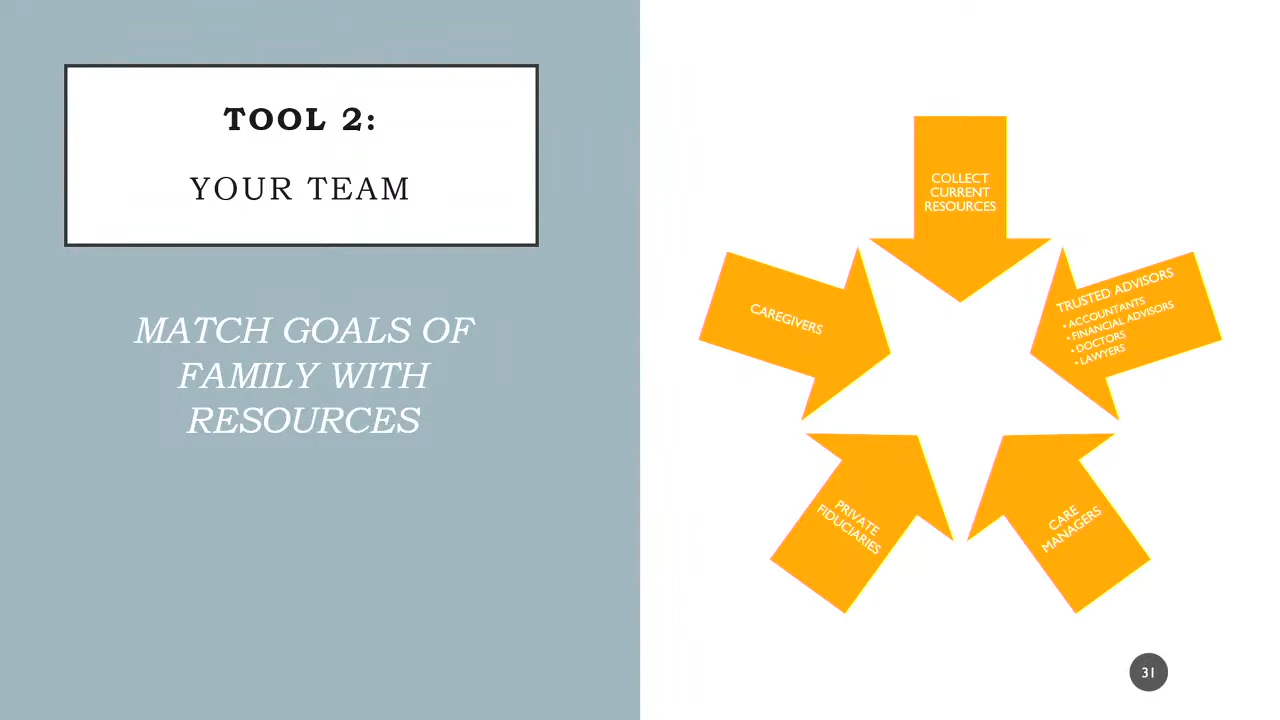 TOOL 2:
YOUR TEAM
MATCH GOALS OF
FAMILY WITH
RESOURCES
COLLECT
CURRENT
RESOURCES
TRUSTED ADVISORS
• ACCOUNTANTS
• FINANCIAL ADVISORS
• DOCTORS
• LAWYERS
CARE
MANAGERS
PRIVATE
FIDUCIARIES
CAREGIVERS
31